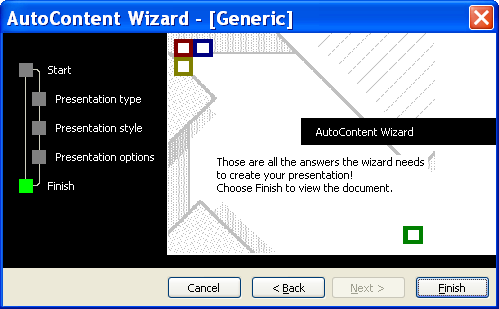 AutoContent Wizard - [Generic]
Start
Presentation type
Presentation style
Presentation options
Finish
AutoContent Wizard
Those are all the answers the wizard needs
to create your presentation!
Choose Finish to view the document.
Cancel
< Back
Next >
Finish